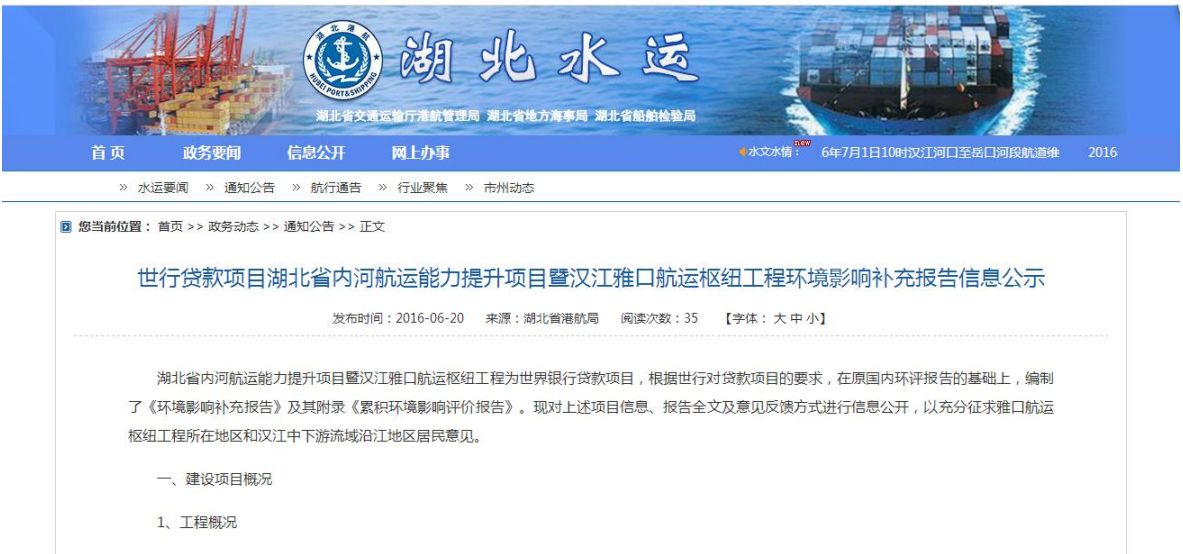 湖北港航
HUBEI PORT&SHIPPING
湖北水运
湖北省交通运输厅港航管理局 湖北省地方海事局 湖北省船舶检验局
首 页 政务要闻 信息公开 网上办事 水文水情： new 6年7月1日10时汉江河口至岳口河段航道维 2016
» 水运要闻 » 通知公告 » 航行通告 » 行业聚焦 » 市州动态
您当前位置： 首页 >> 政务动态 >> 通知公告 >> 正文
世行贷款项目湖北省内河航运能力提升项目暨汉江雅口航运枢纽工程环境影响补充报告信息公示
发布时间：2016-06-20 来源：湖北省港航局 阅读次数：35 【字体： 大 中 小】
湖北省内河航运能力提升项目暨汉江雅口航运枢纽工程为世界银行贷款项目，根据世行对贷款项目的要求，在原国内环评报告的基础上，编制
了《环境影响补充报告》及其附录《累积环境影响评价报告》。现对上述项目信息、报告全文及意见反馈方式进行信息公开，以充分征求雅口航运
枢纽工程所在地区和汉江中下游流域沿江地区居民意见。
一、建设项目概况
1、工程概况